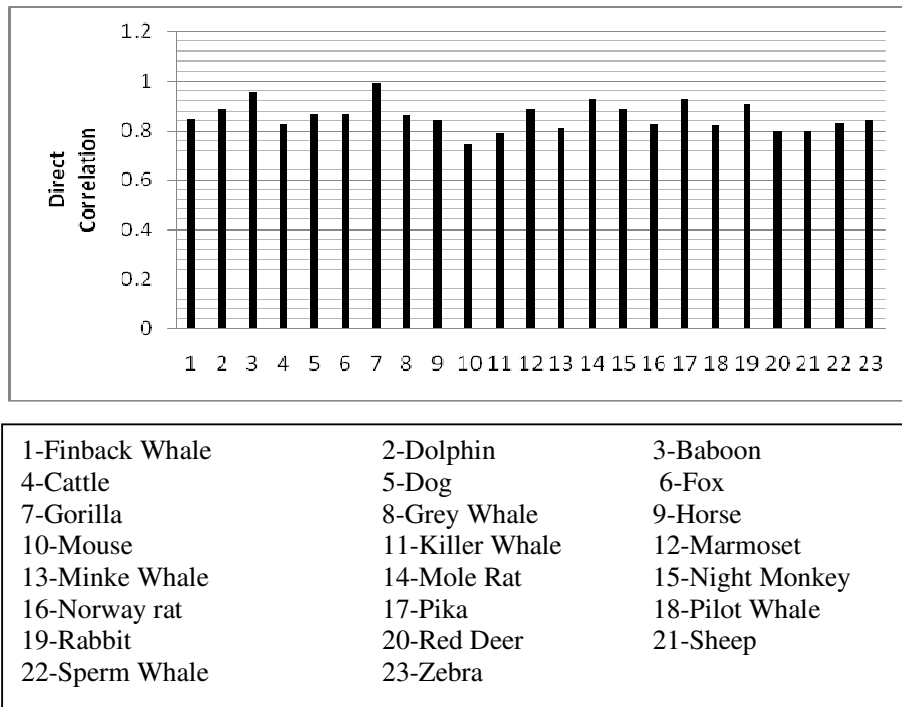 1.2
1
0.8
0.6
0.4
0.2
0
Direct
Correlation
1 2 3 4 5 6 7 8 9 10 11 12 13 14 15 16 17 18 19 20 21 22 23
1-Finback Whale 2-Dolphin 3-Baboon
4-Cattle 5-Dog 6-Fox
7-Gorilla 8-Grey Whale 9-Horse
10-Mouse 11-Killer Whale 12-Marmoset
13-Minke Whale 14-Mole Rat 15-Night Monkey
16-Norway rat 17-Pika 18-Pilot Whale
19-Rabbit 20-Red Deer 21-Sheep
22-Sperm Whale 23-Zebra